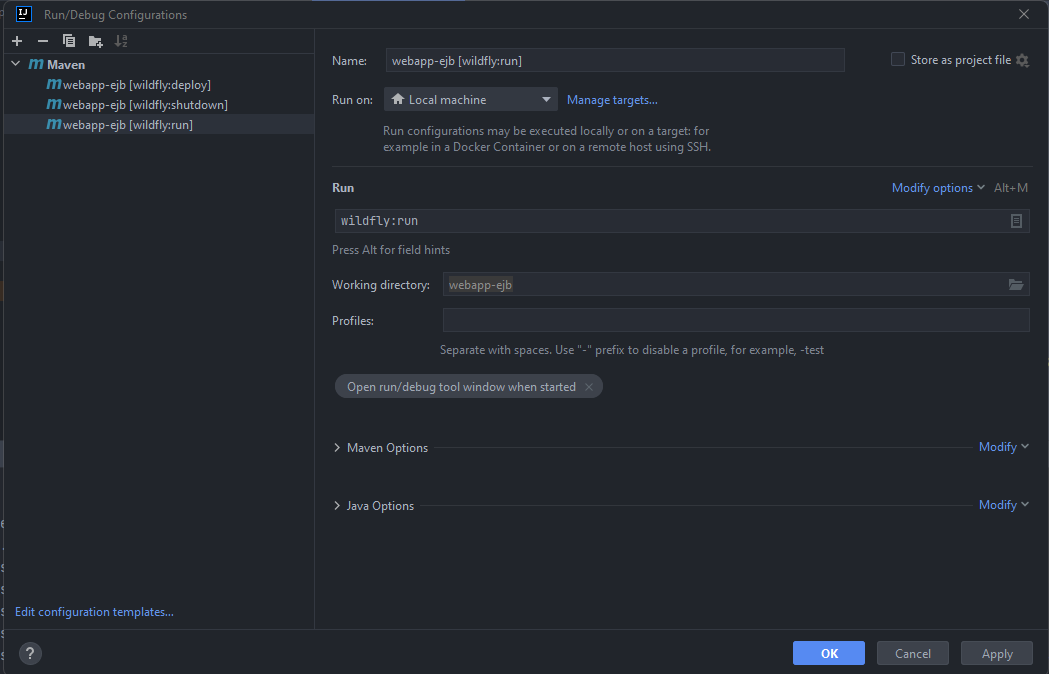 IJ Run/Debug Configurations
Maven
webapp-ejb [wildfly:deploy]
webapp-ejb [wildfly:shutdown]
webapp-ejb [wildfly:run]
Edit configuration templates...
Name: webapp-ejb [wildfly:run] Store as project file
Run on: Local machine Manage targets...
Run configurations may be executed locally or on a target: for
example in a Docker Container or on a remote host using SSH.
Run Modify options Alt+M
wildfly:run
Press Alt for field hints
Working directory: webapp-ejb
Profiles:
Separate with spaces. Use "-" prefix to disable a profile, for example, -test
Open run/debug tool window when started
Maven Options Modify
Java Options Modify
? OK Cancel Apply